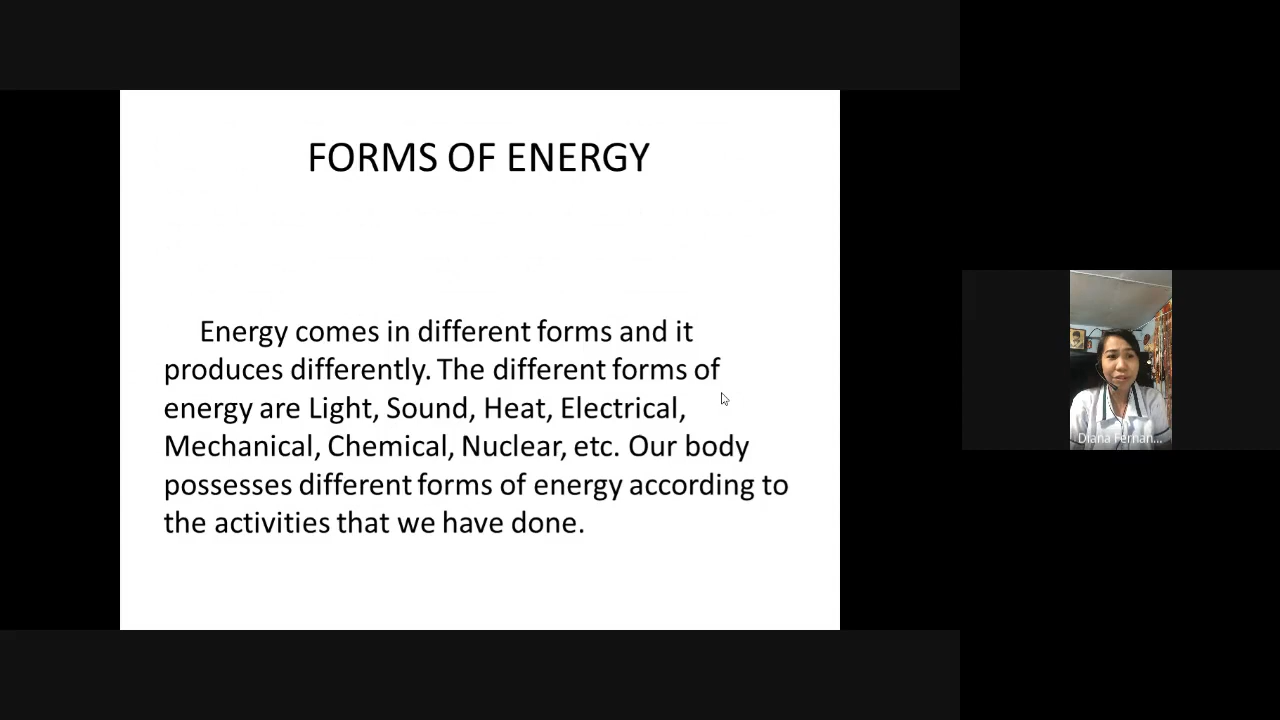 FORMS OF ENERGY
Energy comes in different forms and it
produces differently. The different forms of
energy are Light, Sound, Heat, Electrical,
Mechanical, Chemical, Nuclear, etc. Our body
possesses different forms of energy according to
the activities that we have done.
Diana Fernan...